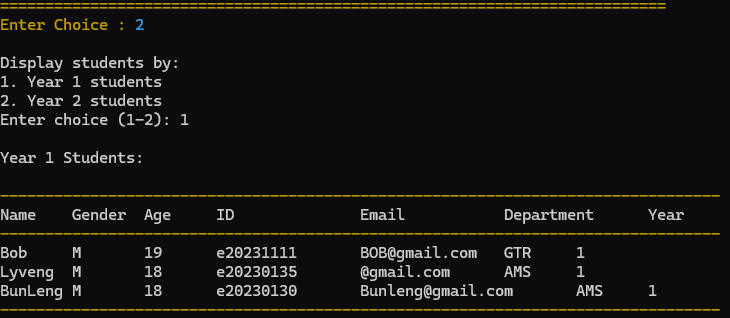 ==========================================================================
Enter Choice : 2
Display students by:
1. Year 1 students
2. Year 2 students
Enter choice (1-2): 1
Year 1 Students:
--------------------------------------------------------------------------------
Name    Gender  Age     ID              Email           Department      Year
--------------------------------------------------------------------------------
Bob     M       19      e20231111       BOB@gmail.com   GTR     1
Lyveng  M       18      e20230135       @gmail.com      AMS     1
BunLeng M       18      e20230130       Bunleng@gmail.com       AMS     1
--------------------------------------------------------------------------------